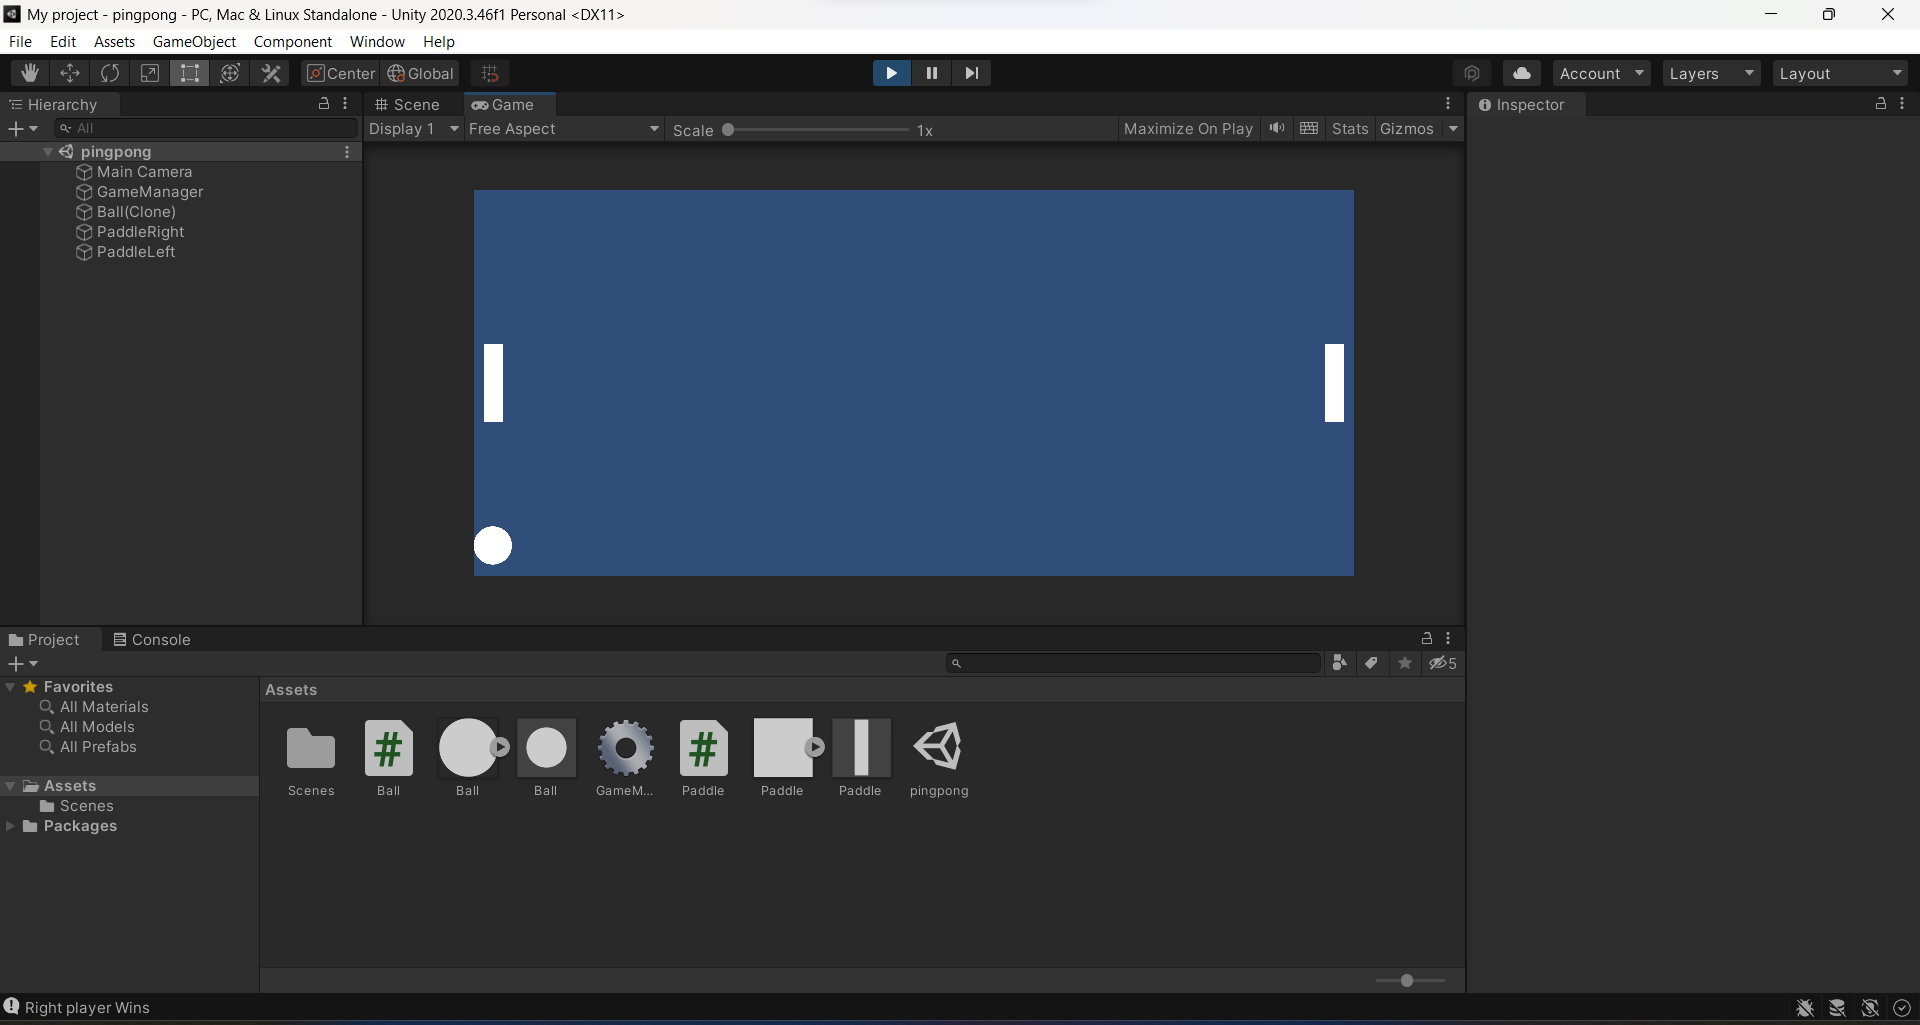 My project - pingpong - PC, Mac & Linux Standalone - Unity 2020.3.46f1 Personal <DX11>
File Edit Assets GameObject Component Window Help
Center Global Account Layers Layout
Hierarchy Scene Game Inspector
All Display 1 Free Aspect Scale 1x Maximize On Play Stats Gizmos
pingpong
Main Camera
GameManager
Ball(Clone)
PaddleRight
PaddleLeft
Project Console
5
Favorites
All Materials
All Models
All Prefabs
Assets
Scenes
Packages
Assets
# #
Scenes Ball Ball Ball GameM... Paddle Paddle Paddle pingpong
Right player Wins